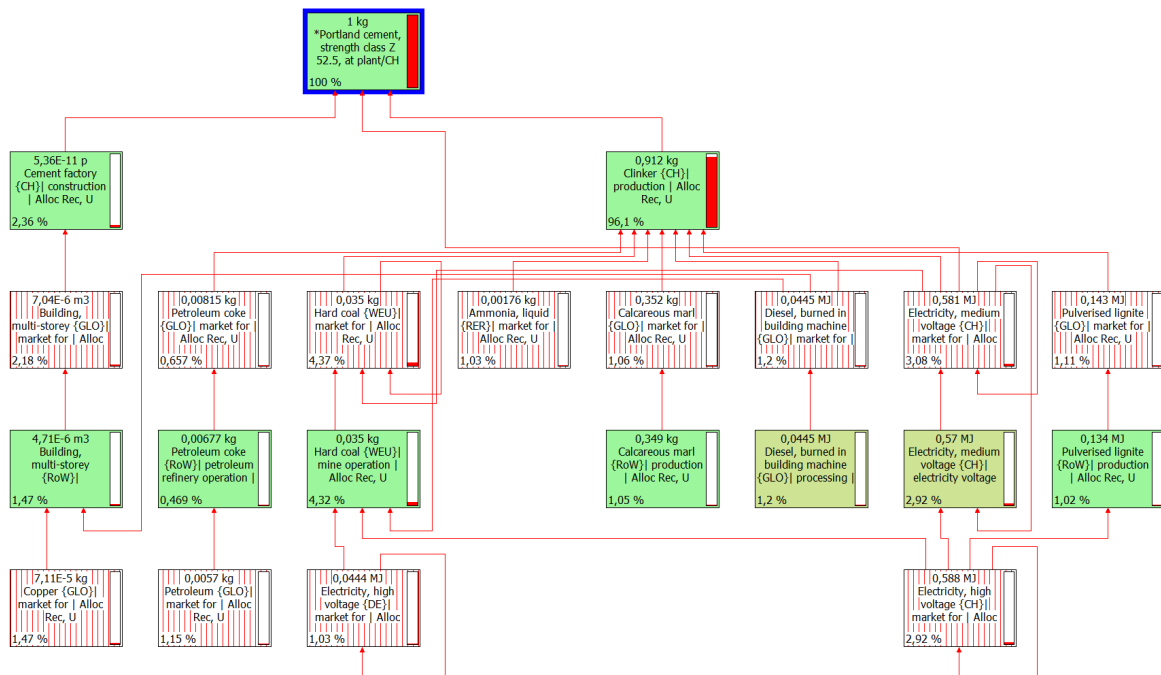 1 kg
*Portland cement,
strength class Z
52.5, at plant/CH
100 %
5,36E-11 p
Cement factory
{CH}| construction
| Alloc Rec, U
2,36 %
0,912 kg
Clinker {CH}|
production | Alloc
Rec, U
96,1 %
7,04E-6 m3
Building,
multi-storey {GLO}|
market for | Alloc
2,18 %
0,00815 kg
Petroleum coke
{GLO}| market for |
Alloc Rec, U
0,657 %
0,035 kg
Hard coal {WEU}|
market for | Alloc
Rec, U
4,37 %
0,00176 kg
Ammonia, liquid
{RER}| market for |
Alloc Rec, U
1,03 %
0,352 kg
Calcareous marl
{GLO}| market for |
Alloc Rec, U
1,06 %
0,0445 MJ
Diesel, burned in
building machine
{GLO}| market for |
1,2 %
0,581 MJ
Electricity, medium
voltage {CH}|
market for | Alloc
3,08 %
0,143 MJ
Pulverised lignite
{GLO}| market for |
Alloc Rec, U
1,11 %
4,71E-6 m3
Building,
multi-storey
{RoW}|
1,47 %
0,00677 kg
Petroleum coke
{RoW}| petroleum
refinery operation |
0,469 %
0,035 kg
Hard coal {WEU}|
mine operation |
Alloc Rec, U
4,32 %
0,349 kg
Calcareous marl
{RoW}| production
| Alloc Rec, U
1,05 %
0,0445 MJ
Diesel, burned in
building machine
{GLO}| processing |
1,2 %
0,57 MJ
Electricity, medium
voltage {CH}|
electricity voltage
2,92 %
0,134 MJ
Pulverised lignite
{RoW}| production
| Alloc Rec, U
1,02 %
7,11E-5 kg
Copper {GLO}|
market for | Alloc
Rec, U
1,47 %
0,0057 kg
Petroleum {GLO}|
market for | Alloc
Rec, U
1,15 %
0,0444 MJ
Electricity, high
voltage {DE}|
market for | Alloc
1,03 %
0,588 MJ
Electricity, high
voltage {CH}|
market for | Alloc
2,92 %